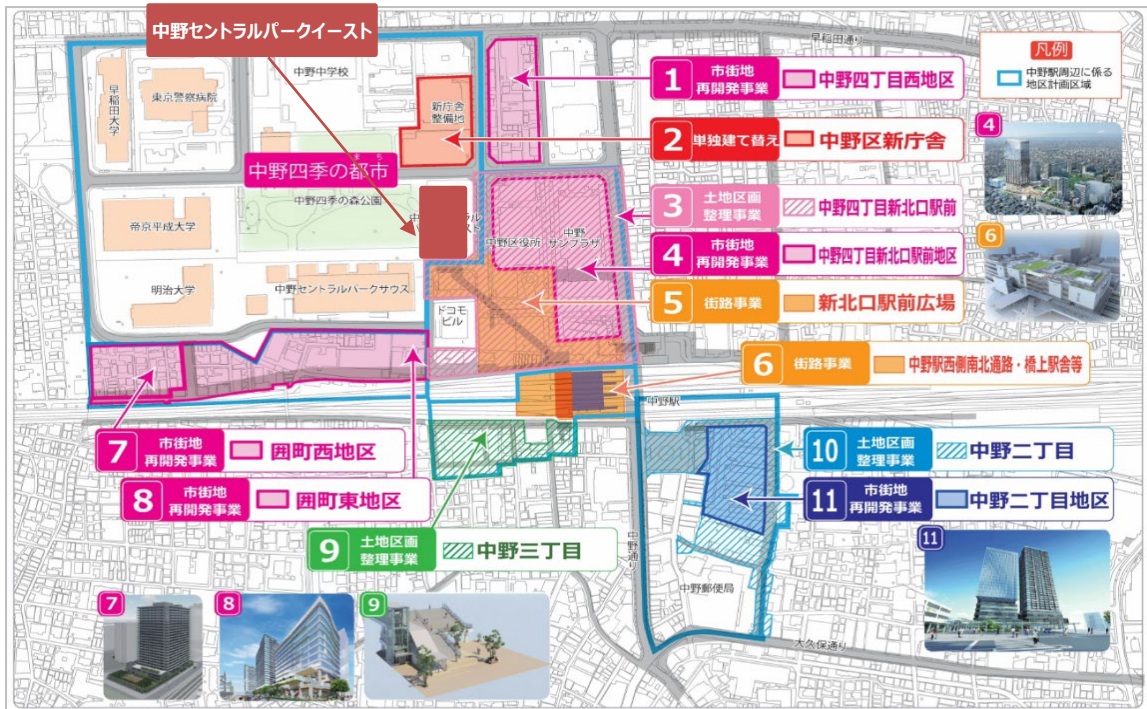 中野セントラルパークイースト
早稲田通り
凡例
中野駅周辺に係る
地区計画区域
早稲田大学
東京警察病院
中野中学校
新庁舎
整備地
1
市街地
再開発事業
中野四丁目西地区
2
単独建て替え
中野区新庁舎
4
中野四季の都市
まち
中野四季の森公園
3
土地区画
整理事業
中野四丁目新北口駅前
帝京平成大学
中野区役所
中野
サンプラザ
4
市街地
再開発事業
中野四丁目新北口駅前地区
6
明治大学
中野セントラルパークサウス
ドコモ
ビル
5
街路事業
新北口駅前広場
6
街路事業
中野駅西側南北通路・橋上駅舎等
中野駅
7
市街地
再開発事業
囲町西地区
10
土地区画
整理事業
中野二丁目
8
市街地
再開発事業
囲町東地区
11
市街地
再開発事業
中野二丁目地区
9
土地区画
整理事業
中野三丁目
中野通り
11
中野郵便局
7
8
9
大久保通り